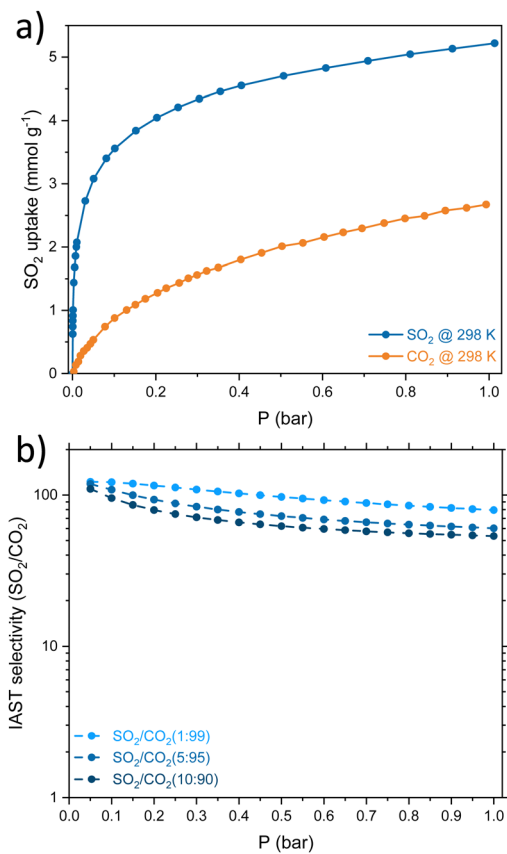 a)
SO₂ uptake (mmol g⁻¹)
5
4
3
2
1
0
SO₂ @ 298 K
CO₂ @ 298 K
0.0 0.2 0.4 0.6 0.8 1.0
P (bar)
b)
IAST selectivity (SO₂/CO₂)
100
10
1
SO₂/CO₂(1:99)
SO₂/CO₂(5:95)
SO₂/CO₂(10:90)
0.0 0.1 0.2 0.3 0.4 0.5 0.6 0.7 0.8 0.9 1.0
P (bar)